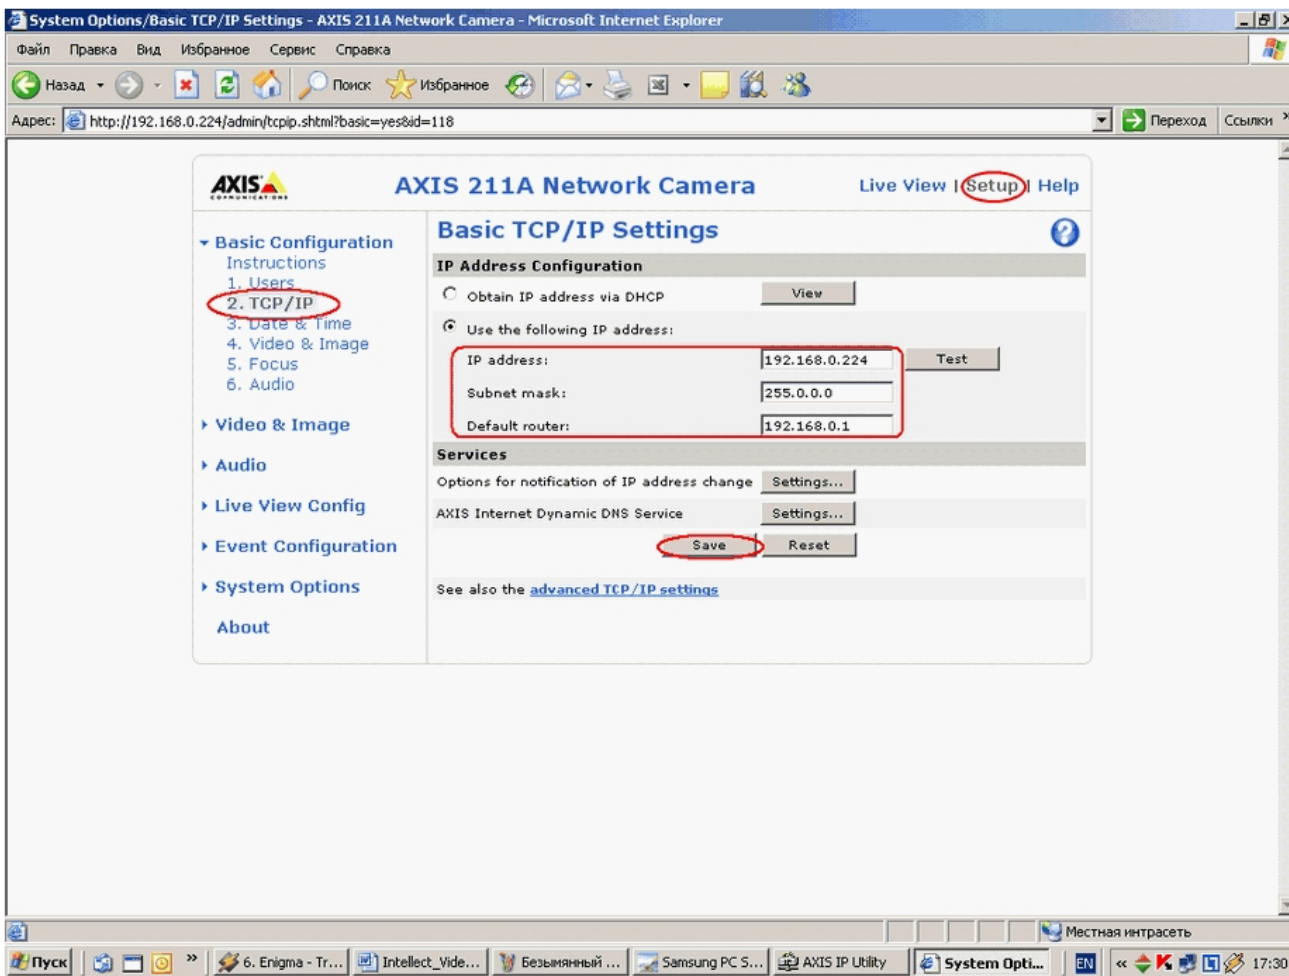 System Options/Basic TCP/IP Settings - AXIS 211A Network Camera - Microsoft Internet Explorer
Файл Правка Вид Избранное Сервис Справка
Назад Поиск Избранное
Адрес: http://192.168.0.224/admin/tcpip.shtml?basic=yes&id=118 Переход Ссылки »
AXIS COMMUNICATIONS
AXIS 211A Network Camera
Live View | Setup | Help
Basic Configuration
Instructions
1. Users
2. TCP/IP
3. Date & Time
4. Video & Image
5. Focus
6. Audio
Video & Image
Audio
Live View Config
Event Configuration
System Options
About
Basic TCP/IP Settings
IP Address Configuration
Obtain IP address via DHCP View
Use the following IP address:
IP address: 192.168.0.224 Test
Subnet mask: 255.0.0.0
Default router: 192.168.0.1
Services
Options for notification of IP address change Settings...
AXIS Internet Dynamic DNS Service Settings...
Save Reset
See also the advanced TCP/IP settings
Местная интрасеть
Пуск » 6. Enigma - Tr... Intellect_Vide... Безымянный ... Samsung PC S... AXIS IP Utility System Opti... EN « 17:30